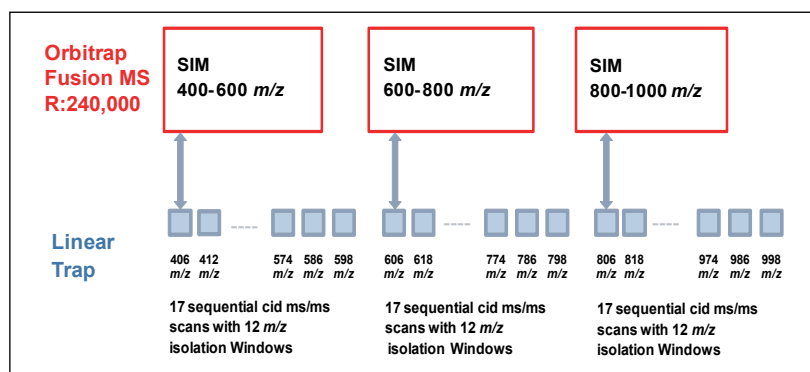 Orbitrap
Fusion MS
R:240,000
SIM
400-600 m/z
SIM
600-800 m/z
SIM
800-1000 m/z
Linear
Trap
406 412 574 586 598 606 618 774 786 798 806 818 974 986 998
m/z m/z m/z m/z m/z m/z m/z m/z m/z m/z m/z m/z m/z m/z m/z
17 sequential cid ms/ms
scans with 12 m/z
isolation Windows
17 sequential cid ms/ms
scans with 12 m/z
isolation Windows
17 sequential cid ms/ms
scans with 12 m/z
isolation Windows